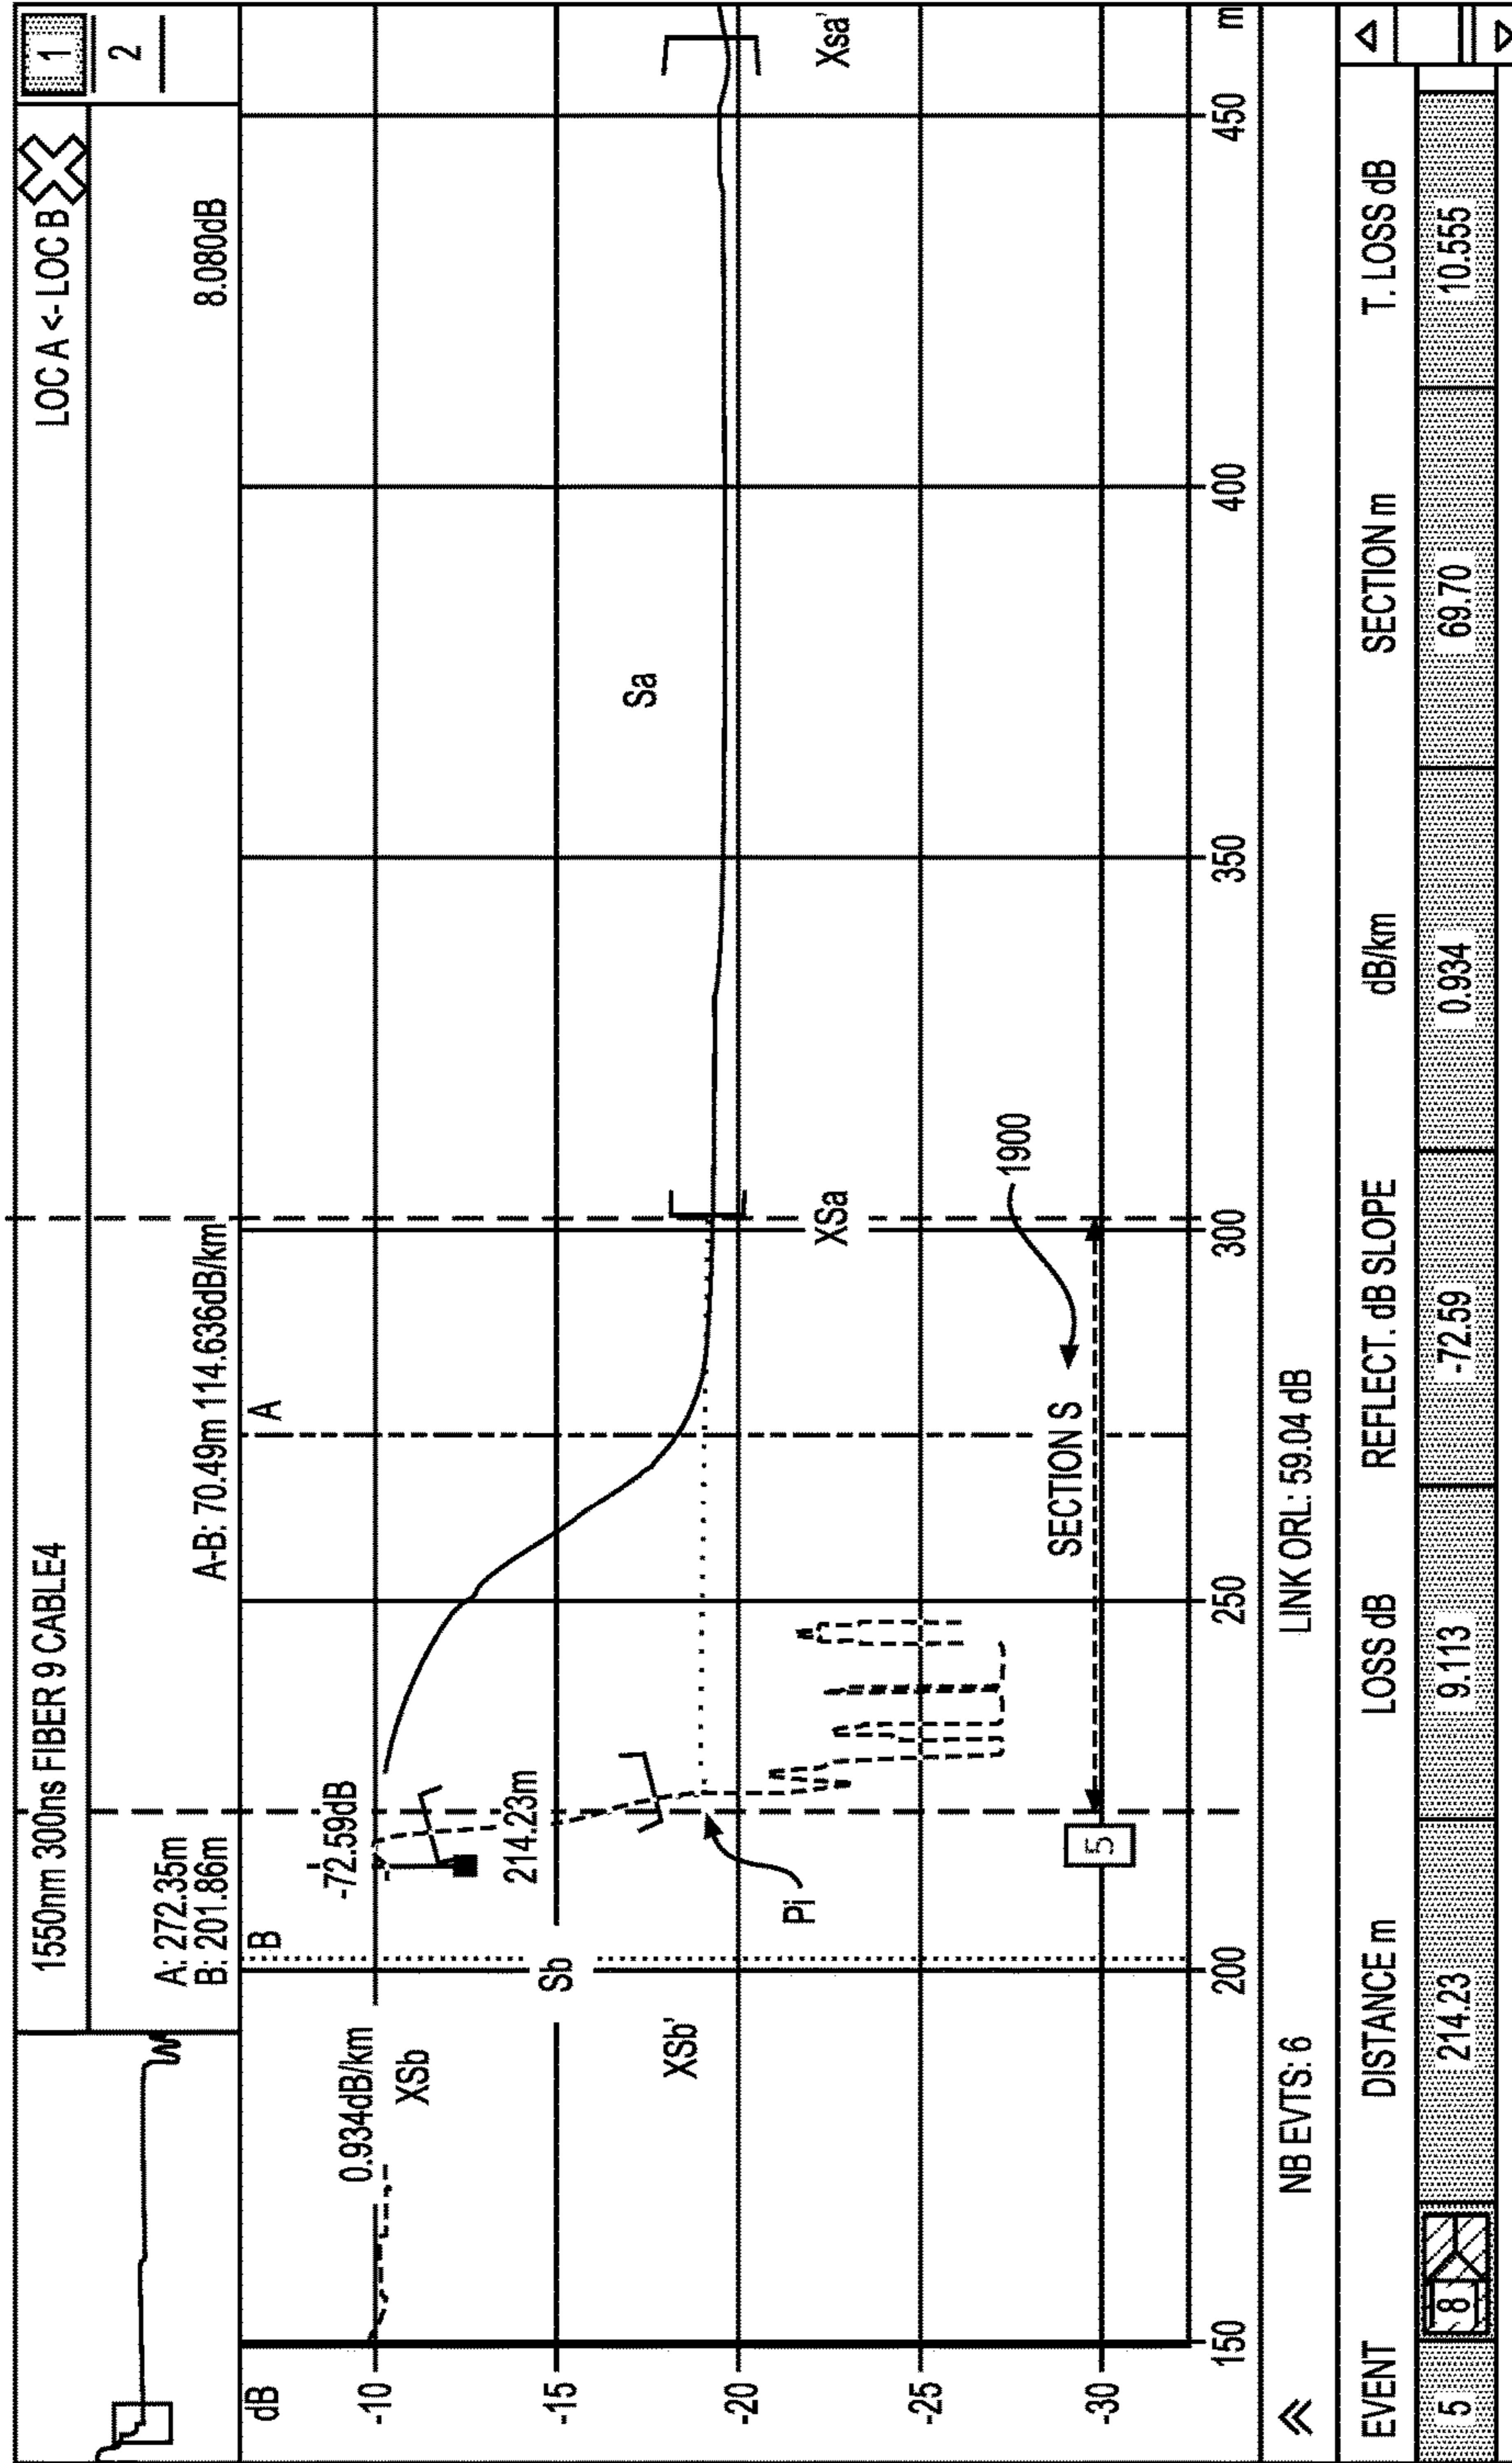 1550nm 300ns FIBER 9 CABLE4
LOC A <- LOC B
1
2
A: 272.35m
B: 201.86m
A-B: 70.49m 114.636dB/km
8.080dB
dB
B
A
-10
-15
-20
-25
-30
0.934dB/km
XSb
Sb
XSb'
-72.59dB
214.23m
Pi
5
SECTION S
1900
XSa
Sa
Xsa'
150
200
250
300
350
400
450
m
NB EVTS: 6
LINK ORL: 59.04 dB
EVENT
DISTANCE m
LOSS dB
REFLECT. dB SLOPE
dB/km
SECTION m
T. LOSS dB
5
8
214.23
9.113
-72.59
0.934
69.70
10.555